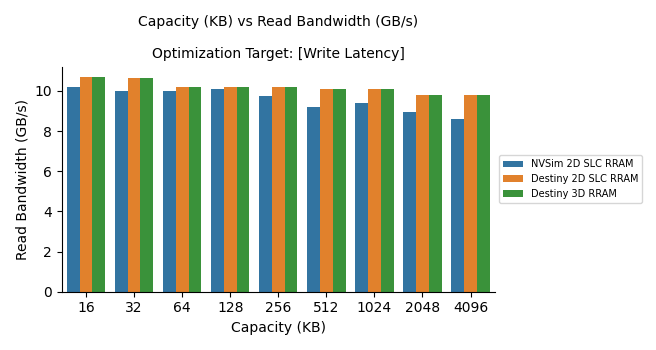 Capacity (KB) vs Read Bandwidth (GB/s)
Optimization Target: [Write Latency]
Read Bandwidth (GB/s)
10
8
6
4
2
0
16 32 64 128 256 512 1024 2048 4096
Capacity (KB)
NVSim 2D SLC RRAM
Destiny 2D SLC RRAM
Destiny 3D RRAM